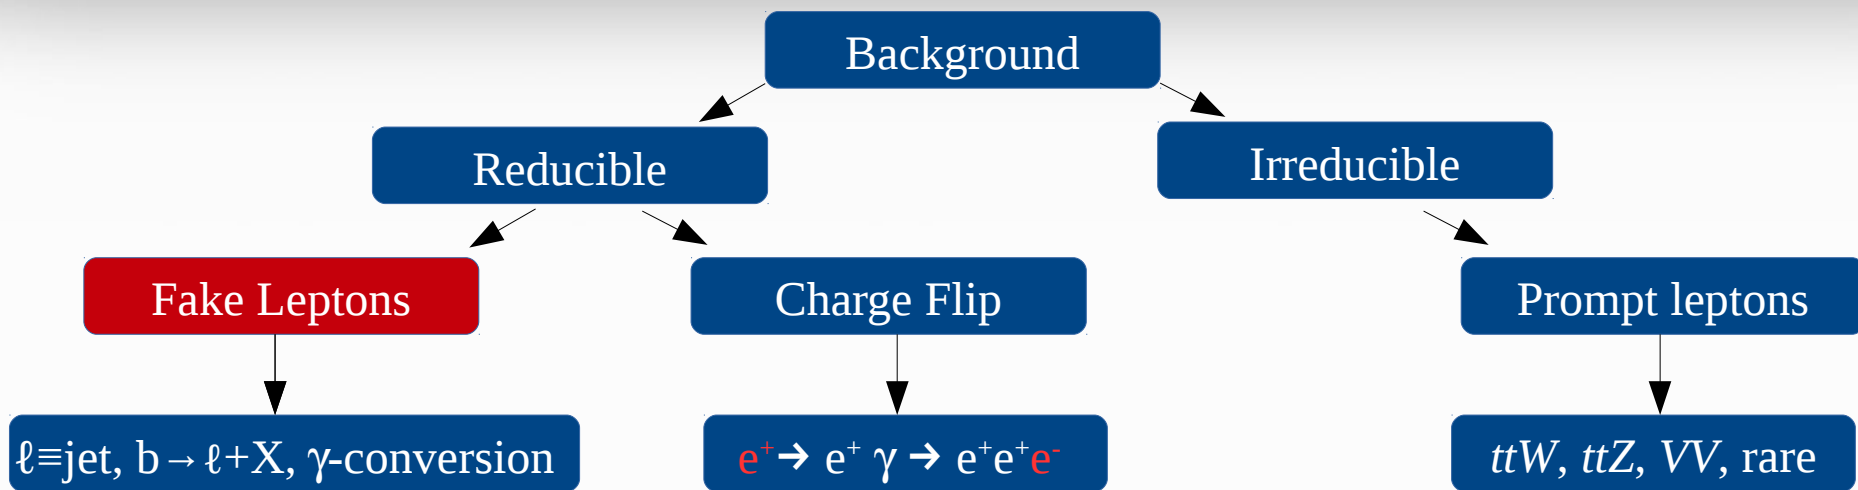 Background
Reducible
Irreducible
Fake Leptons
Charge Flip
Prompt leptons
ℓ≡jet, b→ℓ+X, γ-conversion
e⁺→ e⁺ γ → e⁺e⁺e⁻
ttW, ttZ, VV, rare